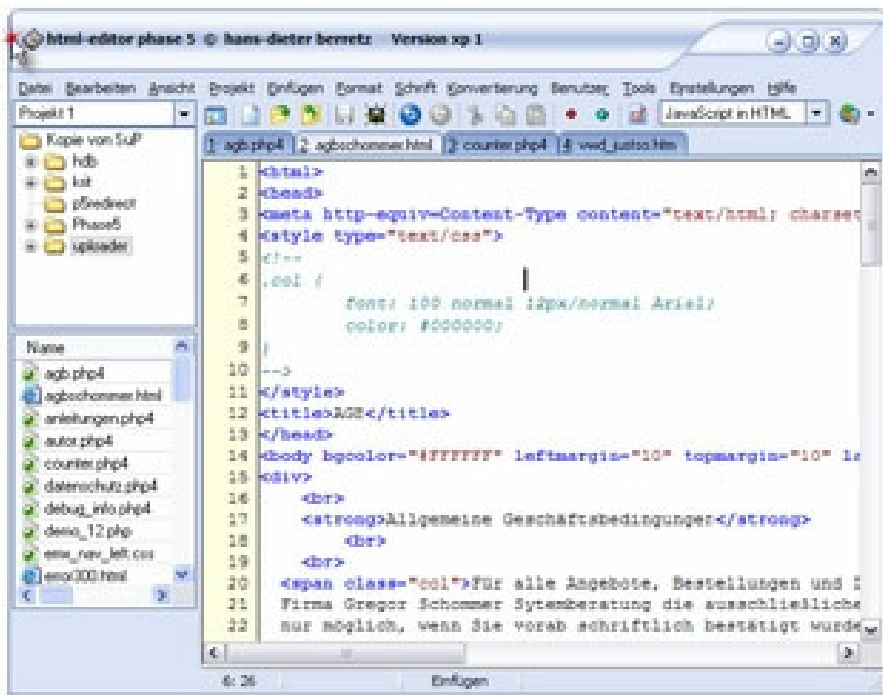 html-editor phase 5 © hans-dieter berretz Version xp 1
Datei Bearbeiten Ansicht Projekt Einfügen Format Schrift Konvertierung Benutzer Tools Einstellungen Hilfe
Projekt 1
JavaScript in HTML
Kopie von SuP
hdb
p5redirect
Phase5
uploader
1 agb.php4
2 agbschommer.html
3 counter.php4
4 vwd_justso.htm
1 <html>
2 <head>
3 <meta http-equiv=Content-Type content="text/html; charset
4 <style type="text/css">
5 <!--
6 .col {
7 font: 100 normal 12px/normal Arial;
8 color: #000000;
9 }
10 -->
11 </style>
12 <title>AGB</title>
13 </head>
14 <body bgcolor="#FFFFFF" leftmargin="10" topmargin="10"
15 <div>
16 <br>
17 <strong>Allgemeine Geschäftsbedingunger</strong>
18 <br>
19 <br>
20 <span class="col">für alle Angebote, Bestellungen und
21 Firma Gregor Schommer Sytemberatung die ausschließliche
22 nur möglich, wenn Sie vorab schriftlich bestätigt wurde
Name
agb.php4
agbschommer.html
anleitungen.php4
autor.php4
counter.php4
datenschutz.php4
debug_info.php4
demo_12.php
emx_nav_left.css
error300.html
6: 26
Einfügen